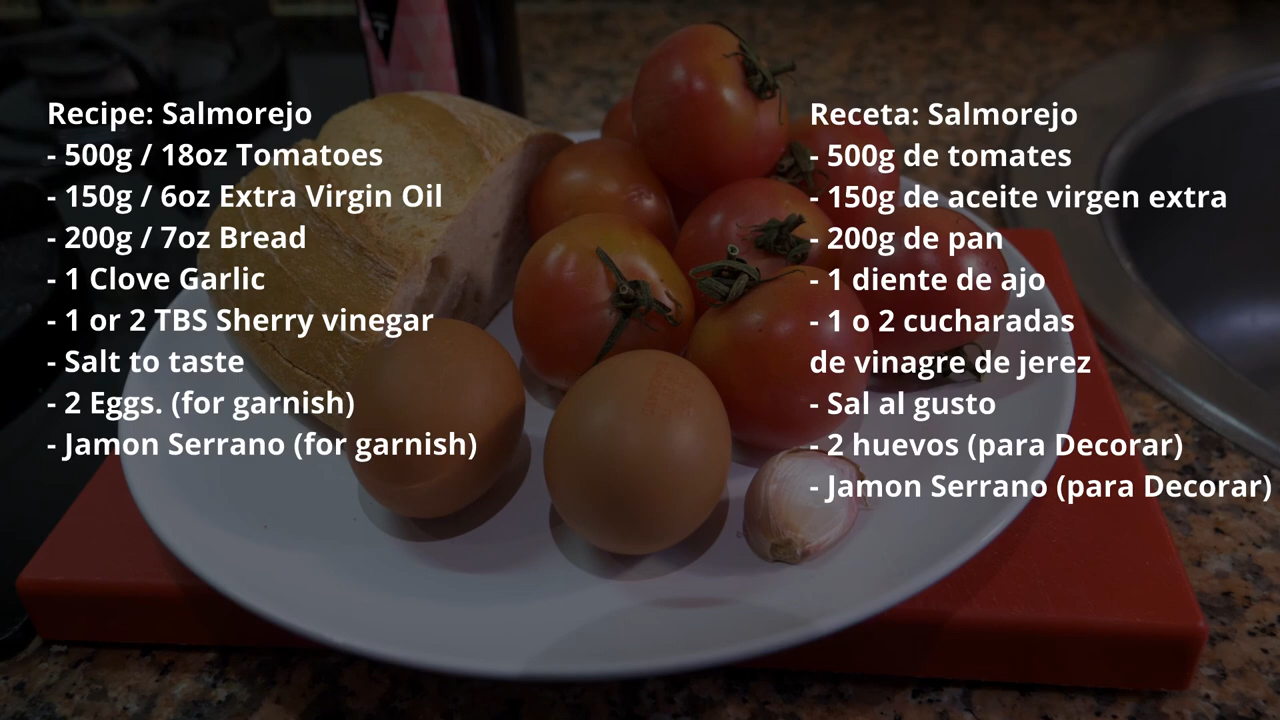 Recipe: Salmorejo
- 500g / 18oz Tomatoes
- 150g / 6oz Extra Virgin Oil
- 200g / 7oz Bread
- 1 Clove Garlic
- 1 or 2 TBS Sherry vinegar
- Salt to taste
- 2 Eggs. (for garnish)
- Jamon Serrano (for garnish)
Receta: Salmorejo
- 500g de tomates
- 150g de aceite virgen extra
- 200g de pan
- 1 diente de ajo
- 1 o 2 cucharadas
de vinagre de jerez
- Sal al gusto
- 2 huevos (para Decorar)
- Jamon Serrano (para Decorar)